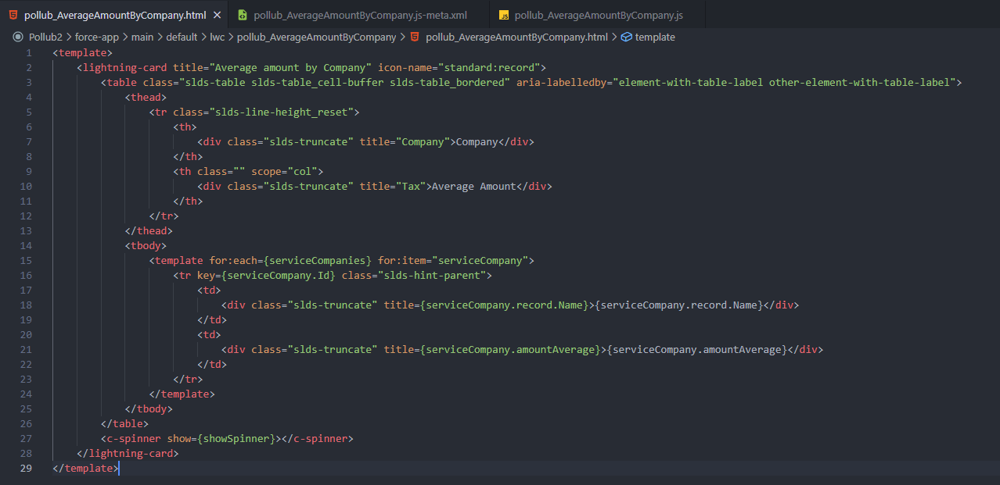 pollub_AverageAmountByCompany.html × pollub_AverageAmountByCompany.js-meta.xml JS pollub_AverageAmountByCompany.js
Pollub2 > force-app > main > default > lwc > pollub_AverageAmountByCompany > pollub_AverageAmountByCompany.html > template
1 <template>
2 <lightning-card title="Average amount by Company" icon-name="standard:record">
3 <table class="slds-table slds-table_cell-buffer slds-table_bordered" aria-labelledby="element-with-table-label other-element-with-table-label">
4 <thead>
5 <tr class="slds-line-height_reset">
6 <th>
7 <div class="slds-truncate" title="Company">Company</div>
8 </th>
9 <th class="" scope="col">
10 <div class="slds-truncate" title="Tax">Average Amount</div>
11 </th>
12 </tr>
13 </thead>
14 <tbody>
15 <template for:each={serviceCompanies} for:item="serviceCompany">
16 <tr key={serviceCompany.Id} class="slds-hint-parent">
17 <td>
18 <div class="slds-truncate" title={serviceCompany.record.Name}>{serviceCompany.record.Name}</div>
19 </td>
20 <td>
21 <div class="slds-truncate" title={serviceCompany.amountAverage}>{serviceCompany.amountAverage}</div>
22 </td>
23 </tr>
24 </template>
25 </tbody>
26 </table>
27 <c-spinner show={showSpinner}></c-spinner>
28 </lightning-card>
29 </template>